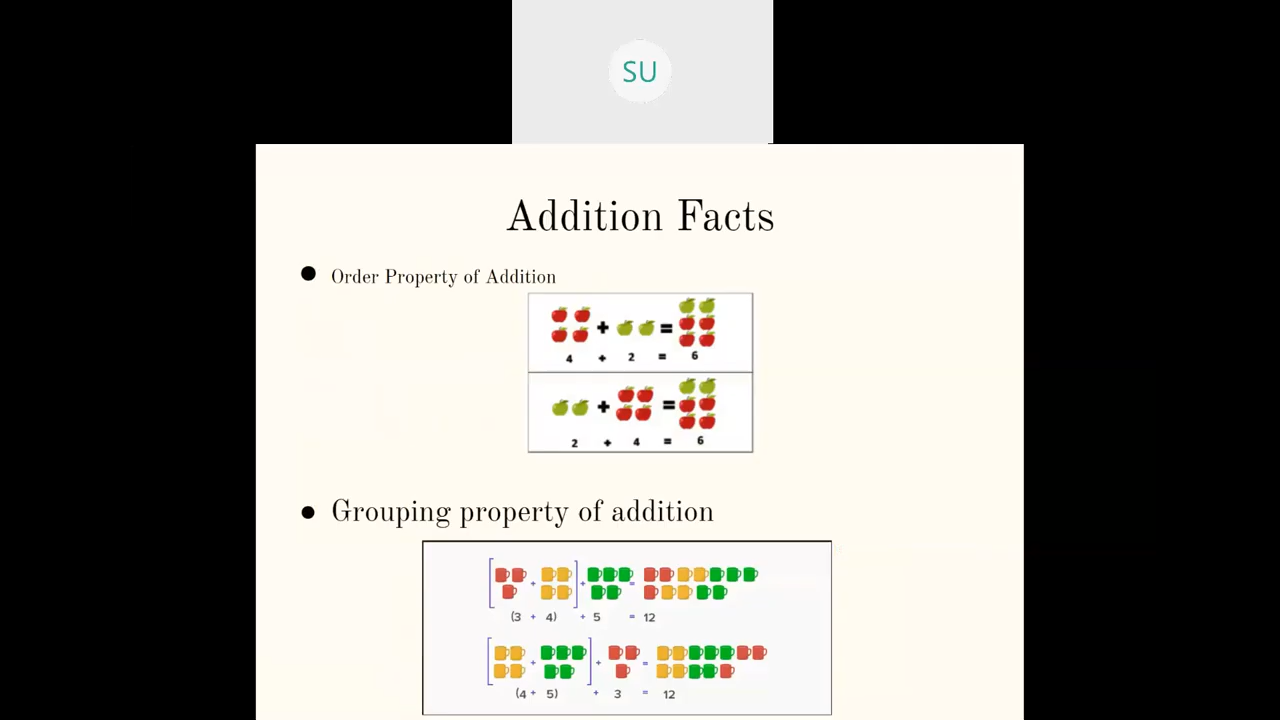 SU
Addition Facts
● Order Property of Addition
4 + 2 = 6
2 + 4 = 6
● Grouping property of addition
(3 + 4) + 5 = 12
(4 + 5) + 3 = 12